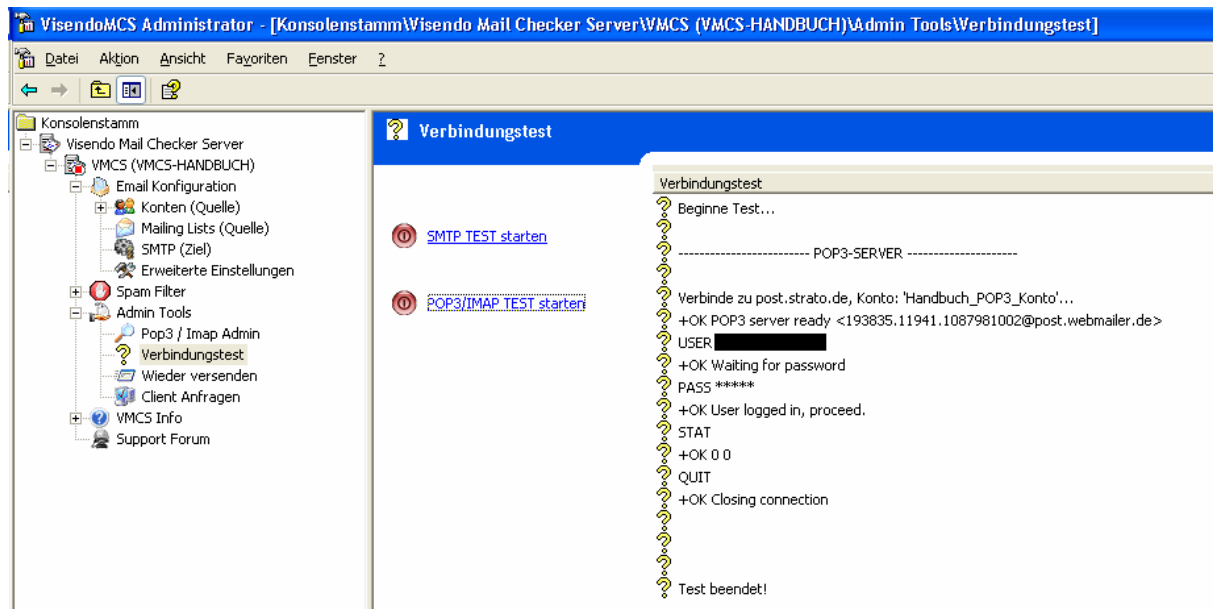 VisendoMCS Administrator - [Konsolenstamm\Visendo Mail Checker Server\VMCS (VMCS-HANDBUCH)\Admin Tools\Verbindungstest]
Datei Aktion Ansicht Favoriten Fenster ?
Konsolenstamm
Visendo Mail Checker Server
VMCS (VMCS-HANDBUCH)
Email Konfiguration
Konten (Quelle)
Mailing Lists (Quelle)
SMTP (Ziel)
Erweiterte Einstellungen
Spam Filter
Admin Tools
Pop3 / Imap Admin
Verbindungstest
Wieder versenden
Client Anfragen
VMCS Info
Support Forum
Verbindungstest
SMTP TEST starten
POP3/IMAP TEST starten
Verbindungstest
Beginne Test...
------------------------- POP3-SERVER ---------------------
Verbinde zu post.strato.de, Konto: 'Handbuch_POP3_Konto'...
+OK POP3 server ready <193835.11941.1087981002@post.webmailer.de>
USER
+OK Waiting for password
PASS *****
+OK User logged in, proceed.
STAT
+OK 0 0
QUIT
+OK Closing connection
Test beendet!